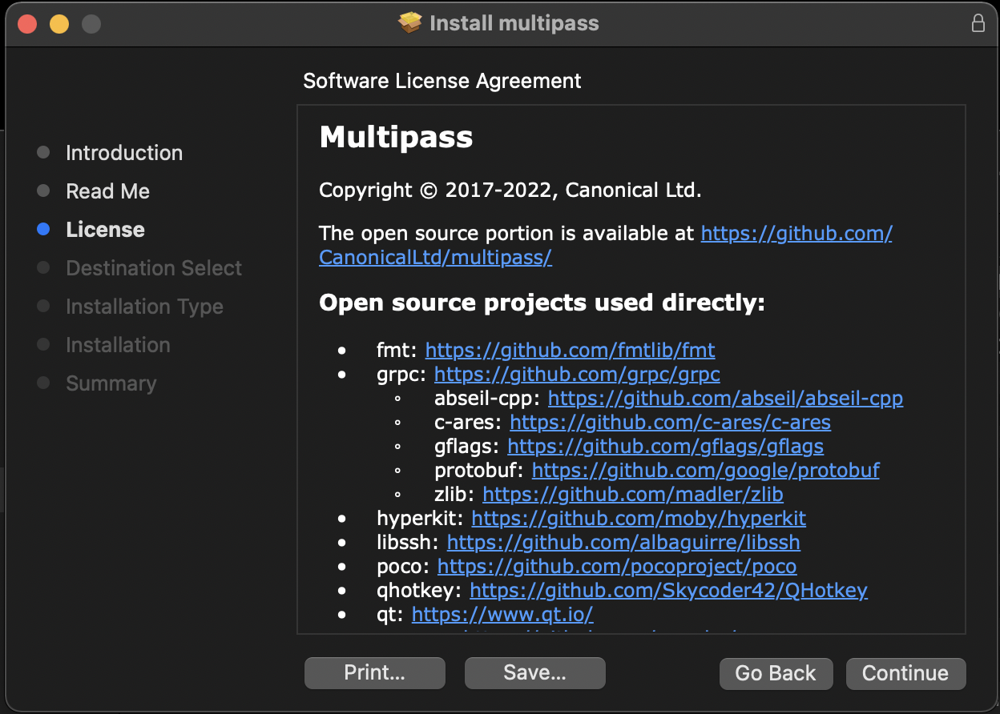 Install multipass
Software License Agreement
Introduction
Read Me
License
Destination Select
Installation Type
Installation
Summary
Multipass
Copyright © 2017-2022, Canonical Ltd.
The open source portion is available at https://github.com/
CanonicalLtd/multipass/
Open source projects used directly:
• fmt: https://github.com/fmtlib/fmt
• grpc: https://github.com/grpc/grpc
◦ abseil-cpp: https://github.com/abseil/abseil-cpp
◦ c-ares: https://github.com/c-ares/c-ares
◦ gflags: https://github.com/gflags/gflags
◦ protobuf: https://github.com/google/protobuf
◦ zlib: https://github.com/madler/zlib
• hyperkit: https://github.com/moby/hyperkit
• libssh: https://github.com/albaguirre/libssh
• poco: https://github.com/pocoproject/poco
• qhotkey: https://github.com/Skycoder42/QHotkey
• qt: https://www.qt.io/
Print...
Save...
Go Back
Continue